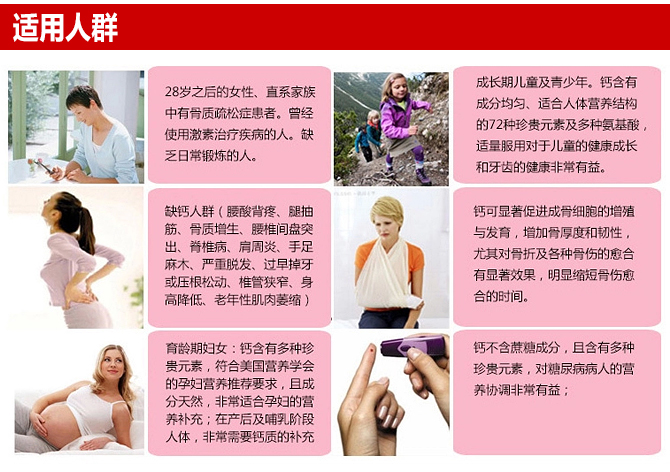 适用人群
28岁之后的女性、直系家族
中有骨质疏松症患者。曾经
使用激素治疗疾病的人。缺
乏日常锻炼的人。
成长期儿童及青少年。钙含有
成分均匀、适合人体营养结构
的72种珍贵元素及多种氨基酸，
适量服用对于儿童的健康成长
和牙齿的健康非常有益。
缺钙人群（腰酸背疼、腿抽
筋、骨质增生、腰椎间盘突
出、脊椎病、肩周炎、手足
麻木、严重脱发、过早掉牙
或压根松动、椎管狭窄、身
高降低、老年性肌肉萎缩）
钙可显著促进成骨细胞的增殖
与发育，增加骨厚度和韧性，
尤其对骨折及各种骨伤的愈合
有显著效果，明显缩短骨伤愈
合的时间。
育龄期妇女：钙含有多种珍
贵元素，符合美国营养学会
的孕妇营养推荐要求，且成
分天然，非常适合孕妇的营
养补充；在产后及哺乳阶段
人体，非常需要钙质的补充
钙不含蔗糖成分，且含有多种
珍贵元素，对糖尿病病人的营
养协调非常有益；